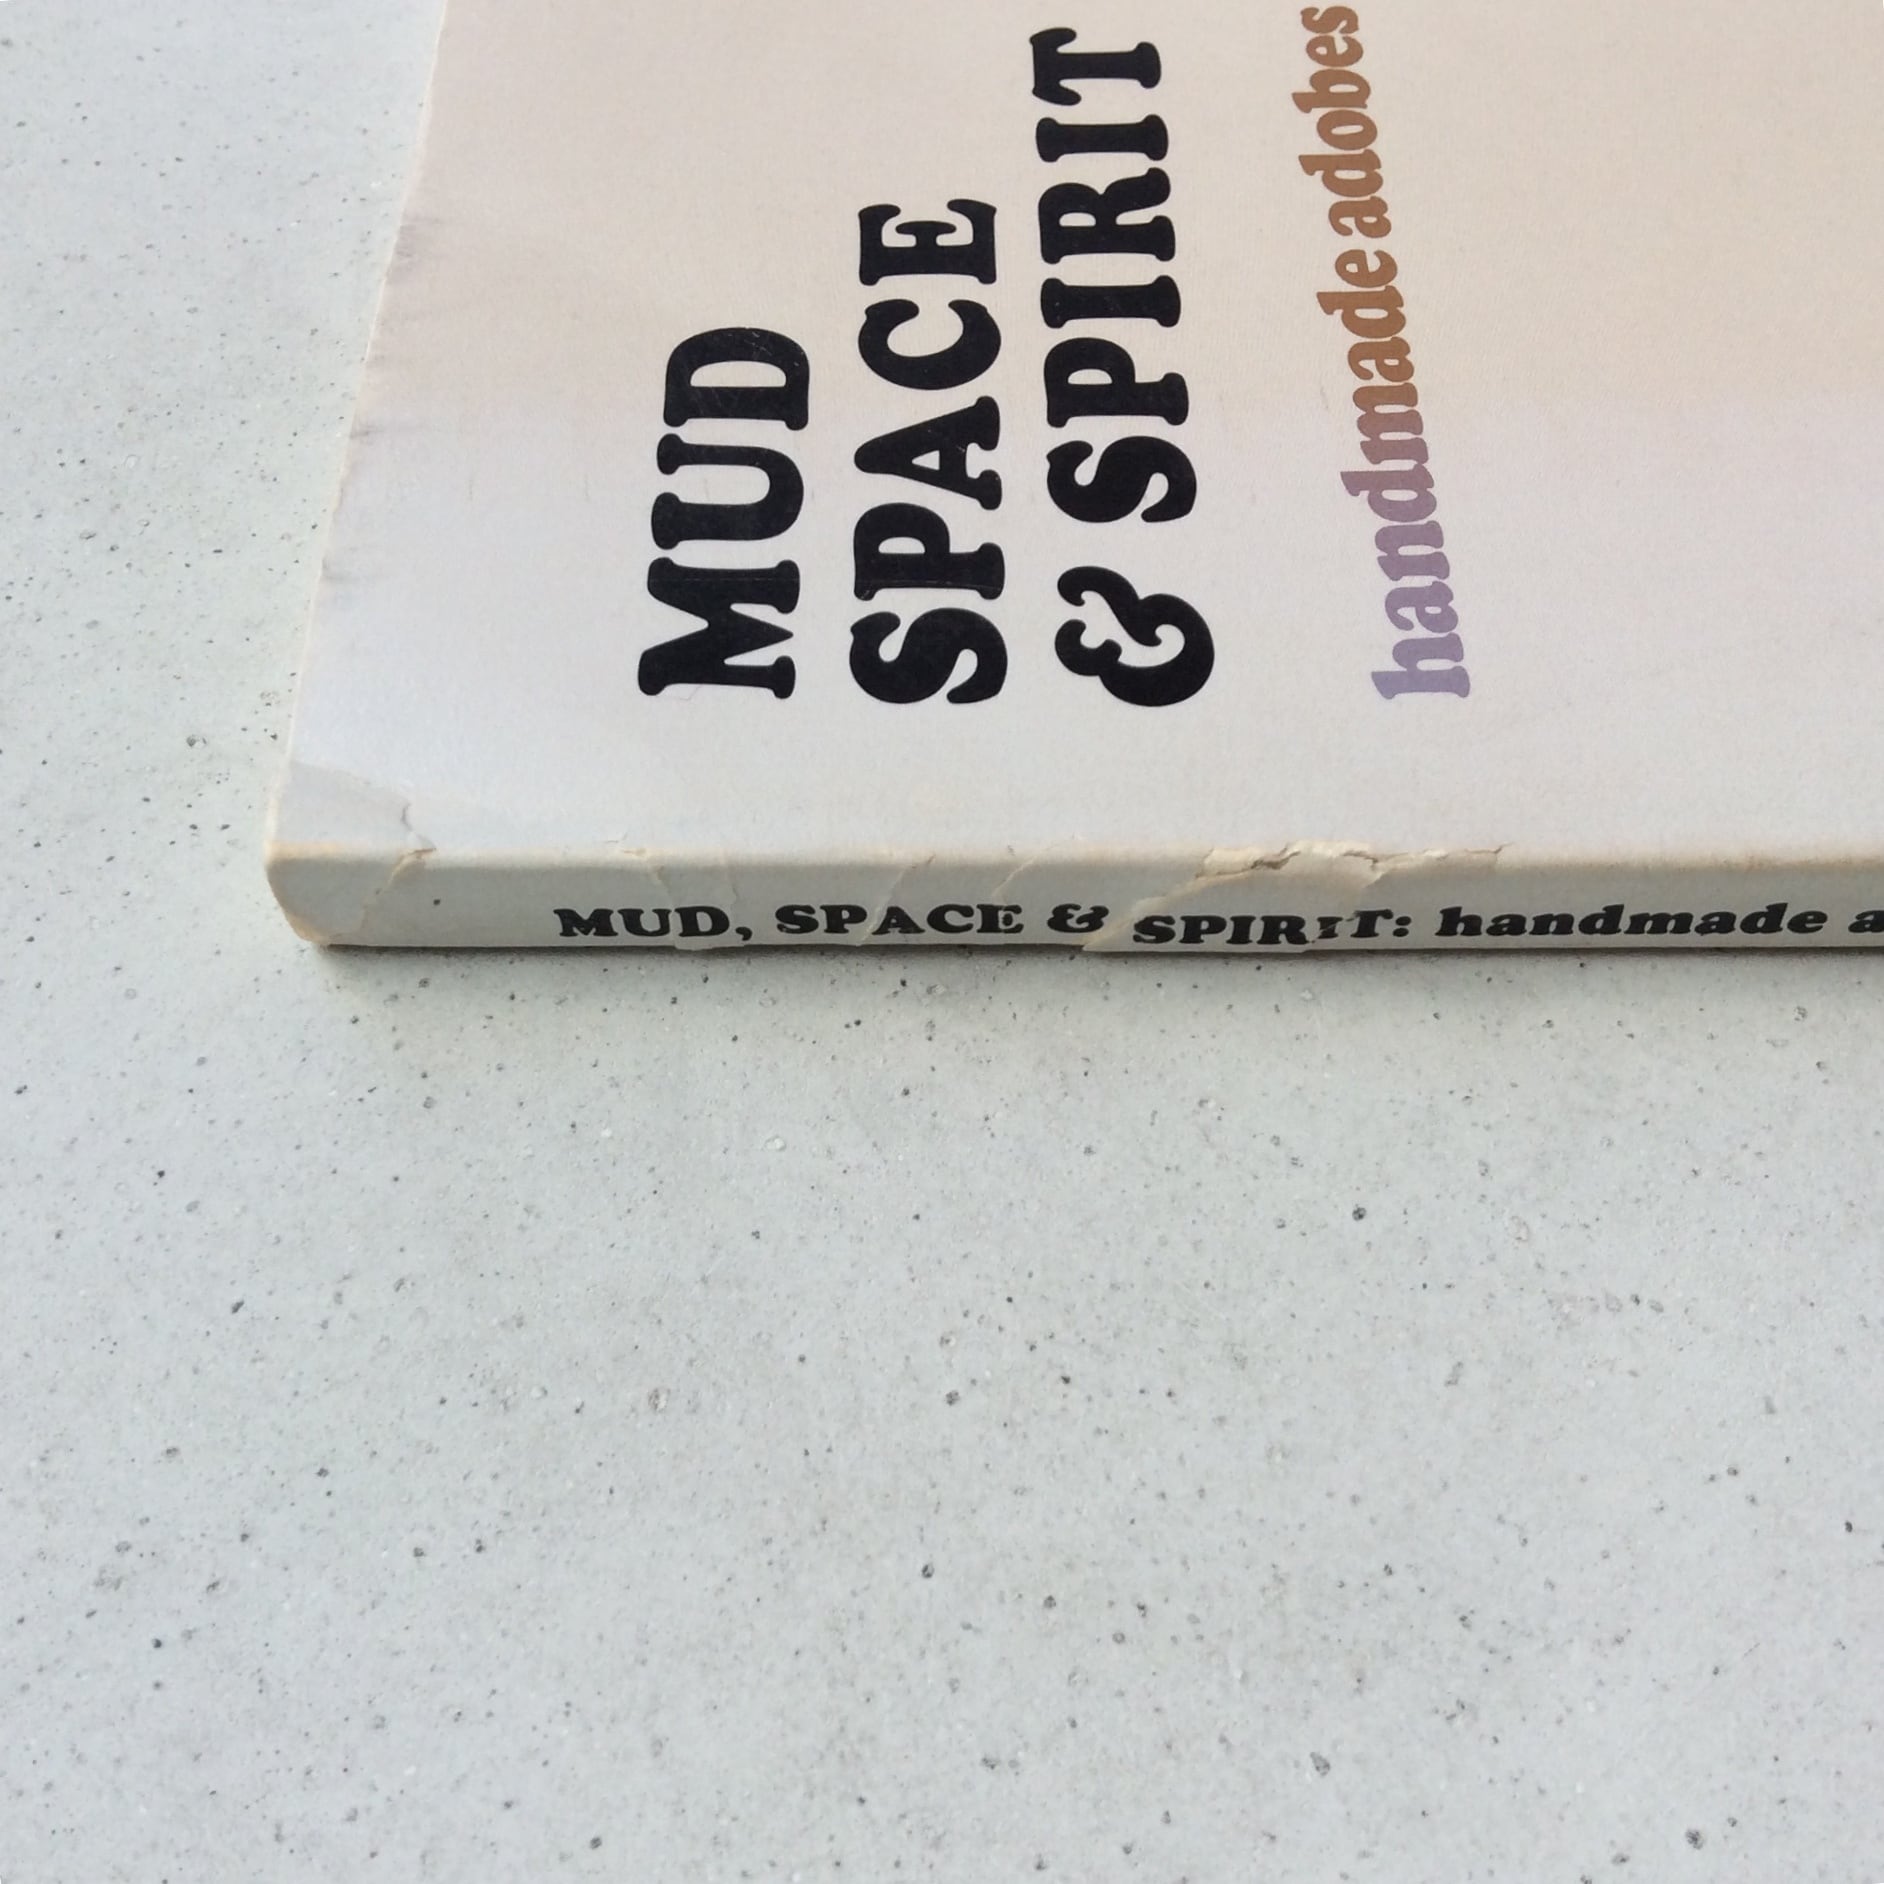 MUD
SPACE
& SPIRIT
handmade adobes
MUD, SPACE & SPIRIT: handmade a